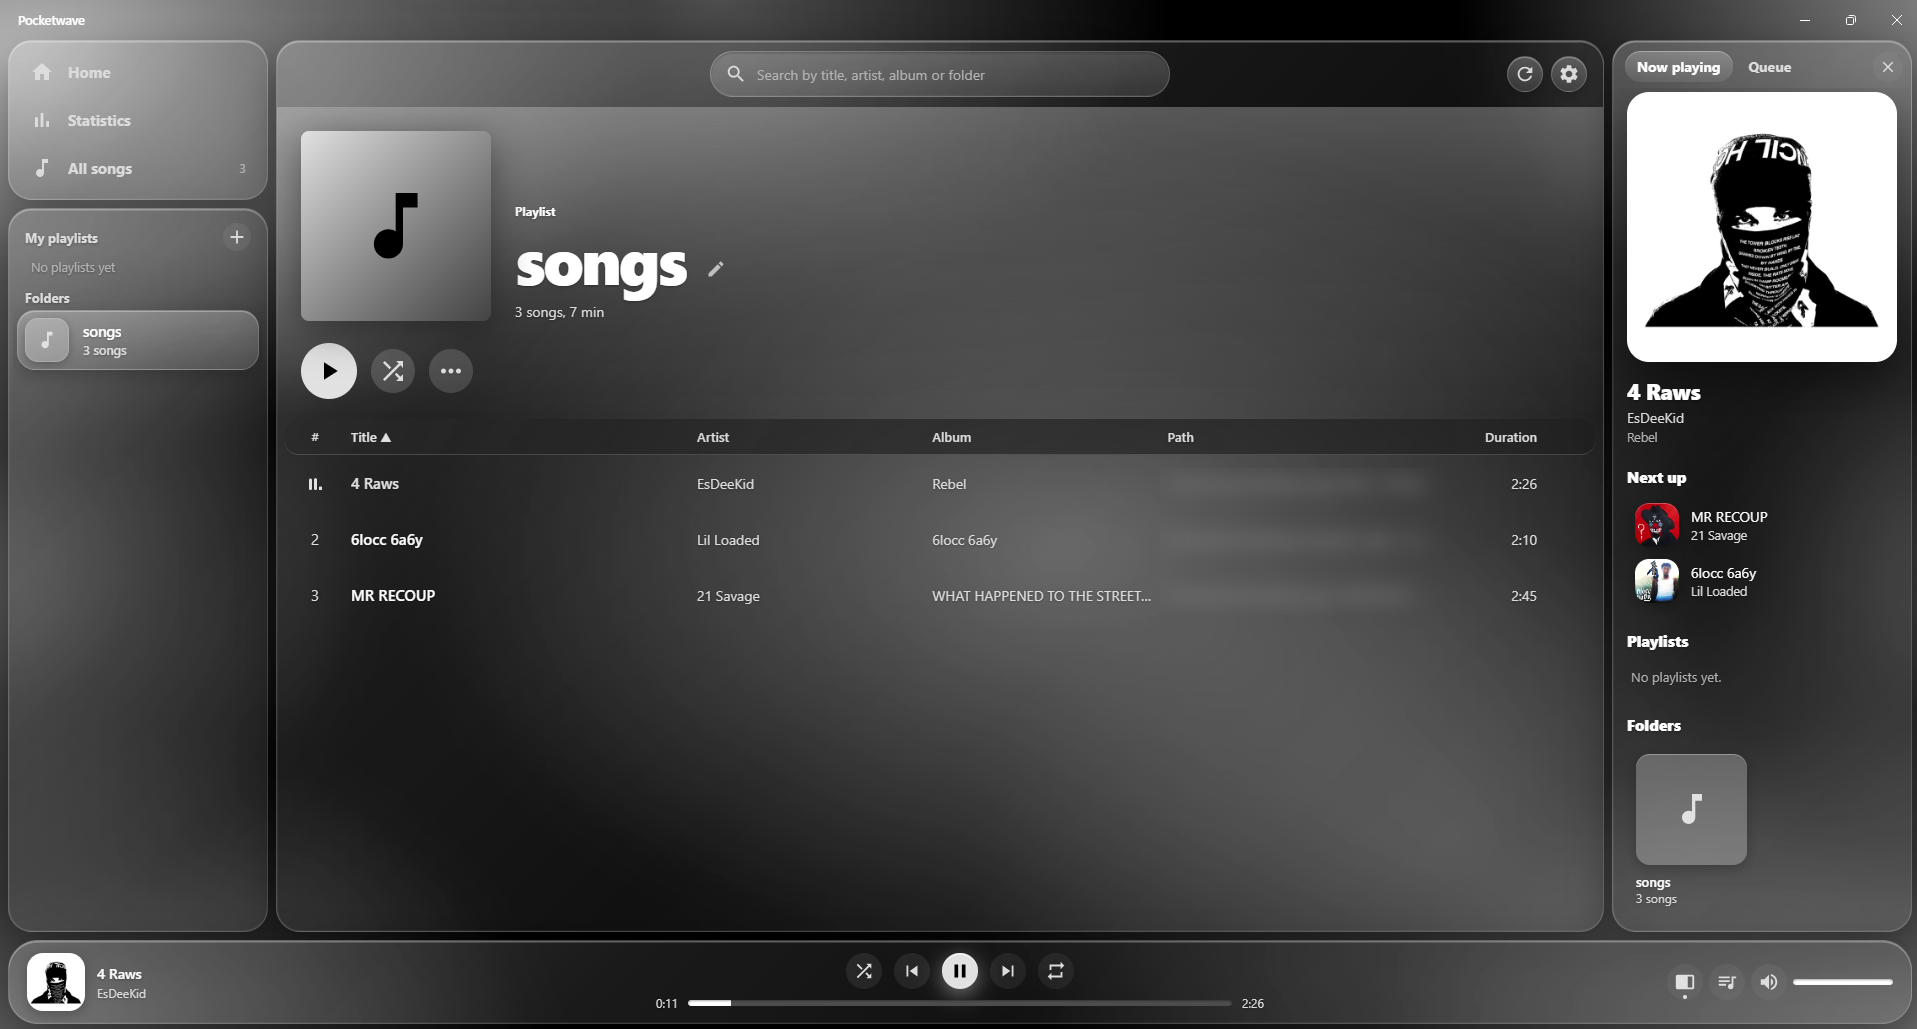 Pocketwave
Home
Statistics
All songs 3
My playlists
No playlists yet
Folders
songs
3 songs
Search by title, artist, album or folder
Playlist
songs
3 songs, 7 min
# Title Artist Album Path Duration
4 Raws EsDeeKid Rebel 2:26
2 6locc 6a6y Lil Loaded 6locc 6a6y 2:10
3 MR RECOUP 21 Savage WHAT HAPPENED TO THE STREET... 2:45
Now playing Queue
4 Raws
EsDeeKid
Rebel
Next up
MR RECOUP
21 Savage
6locc 6a6y
Lil Loaded
Playlists
No playlists yet.
Folders
songs
3 songs
4 Raws
EsDeeKid
0:11 2:26